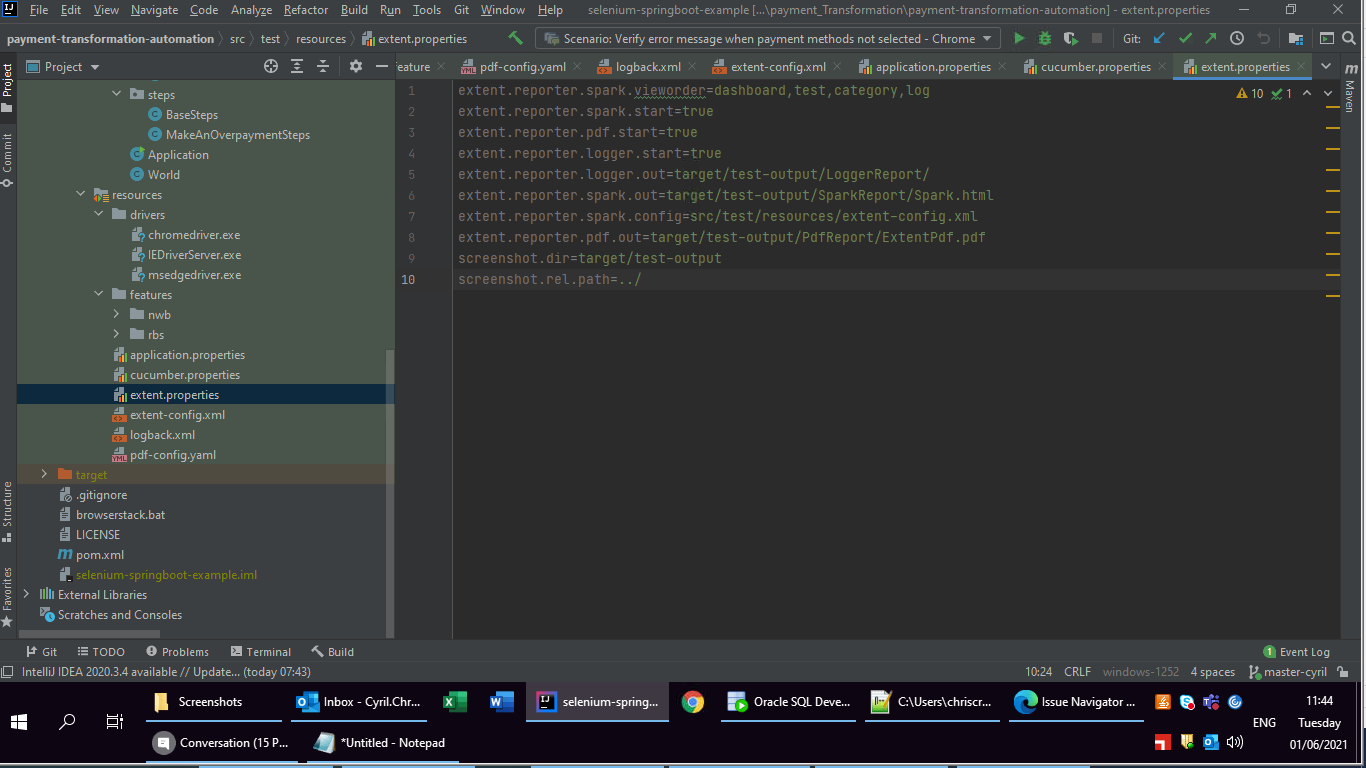 File Edit View Navigate Code Analyze Refactor Build Run Tools Git Window Help selenium-springboot-example [...\payment_Transformation\payment-transformation-automation] - extent.properties
payment-transformation-automation src test resources extent.properties Scenario: Verify error message when payment methods not selected - Chrome Git:
Project eature pdf-config.yaml logback.xml extent-config.xml application.properties cucumber.properties extent.properties
Project
Commit
Structure
Favorites
Maven
steps
BaseSteps
MakeAnOverpaymentSteps
Application
World
resources
drivers
chromedriver.exe
IEDriverServer.exe
msedgedriver.exe
features
nwb
rbs
application.properties
cucumber.properties
extent.properties
extent-config.xml
logback.xml
pdf-config.yaml
target
.gitignore
browserstack.bat
LICENSE
pom.xml
selenium-springboot-example.iml
External Libraries
Scratches and Consoles
1 extent.reporter.spark.vieworder=dashboard,test,category,log
2 extent.reporter.spark.start=true
3 extent.reporter.pdf.start=true
4 extent.reporter.logger.start=true
5 extent.reporter.logger.out=target/test-output/LoggerReport/
6 extent.reporter.spark.out=target/test-output/SparkReport/Spark.html
7 extent.reporter.spark.config=src/test/resources/extent-config.xml
8 extent.reporter.pdf.out=target/test-output/PdfReport/ExtentPdf.pdf
9 screenshot.dir=target/test-output
10 screenshot.rel.path=../
10 1
Git TODO Problems Terminal Build 1 Event Log
IntelliJ IDEA 2020.3.4 available // Update... (today 07:43) 10:24 CRLF windows-1252 4 spaces master-cyril
Screenshots Inbox - Cyril.Chr... selenium-spring... Oracle SQL Deve... C:\Users\chriscr... Issue Navigator ... 11:44
ENG Tuesday
Conversation (15 P... *Untitled - Notepad 01/06/2021